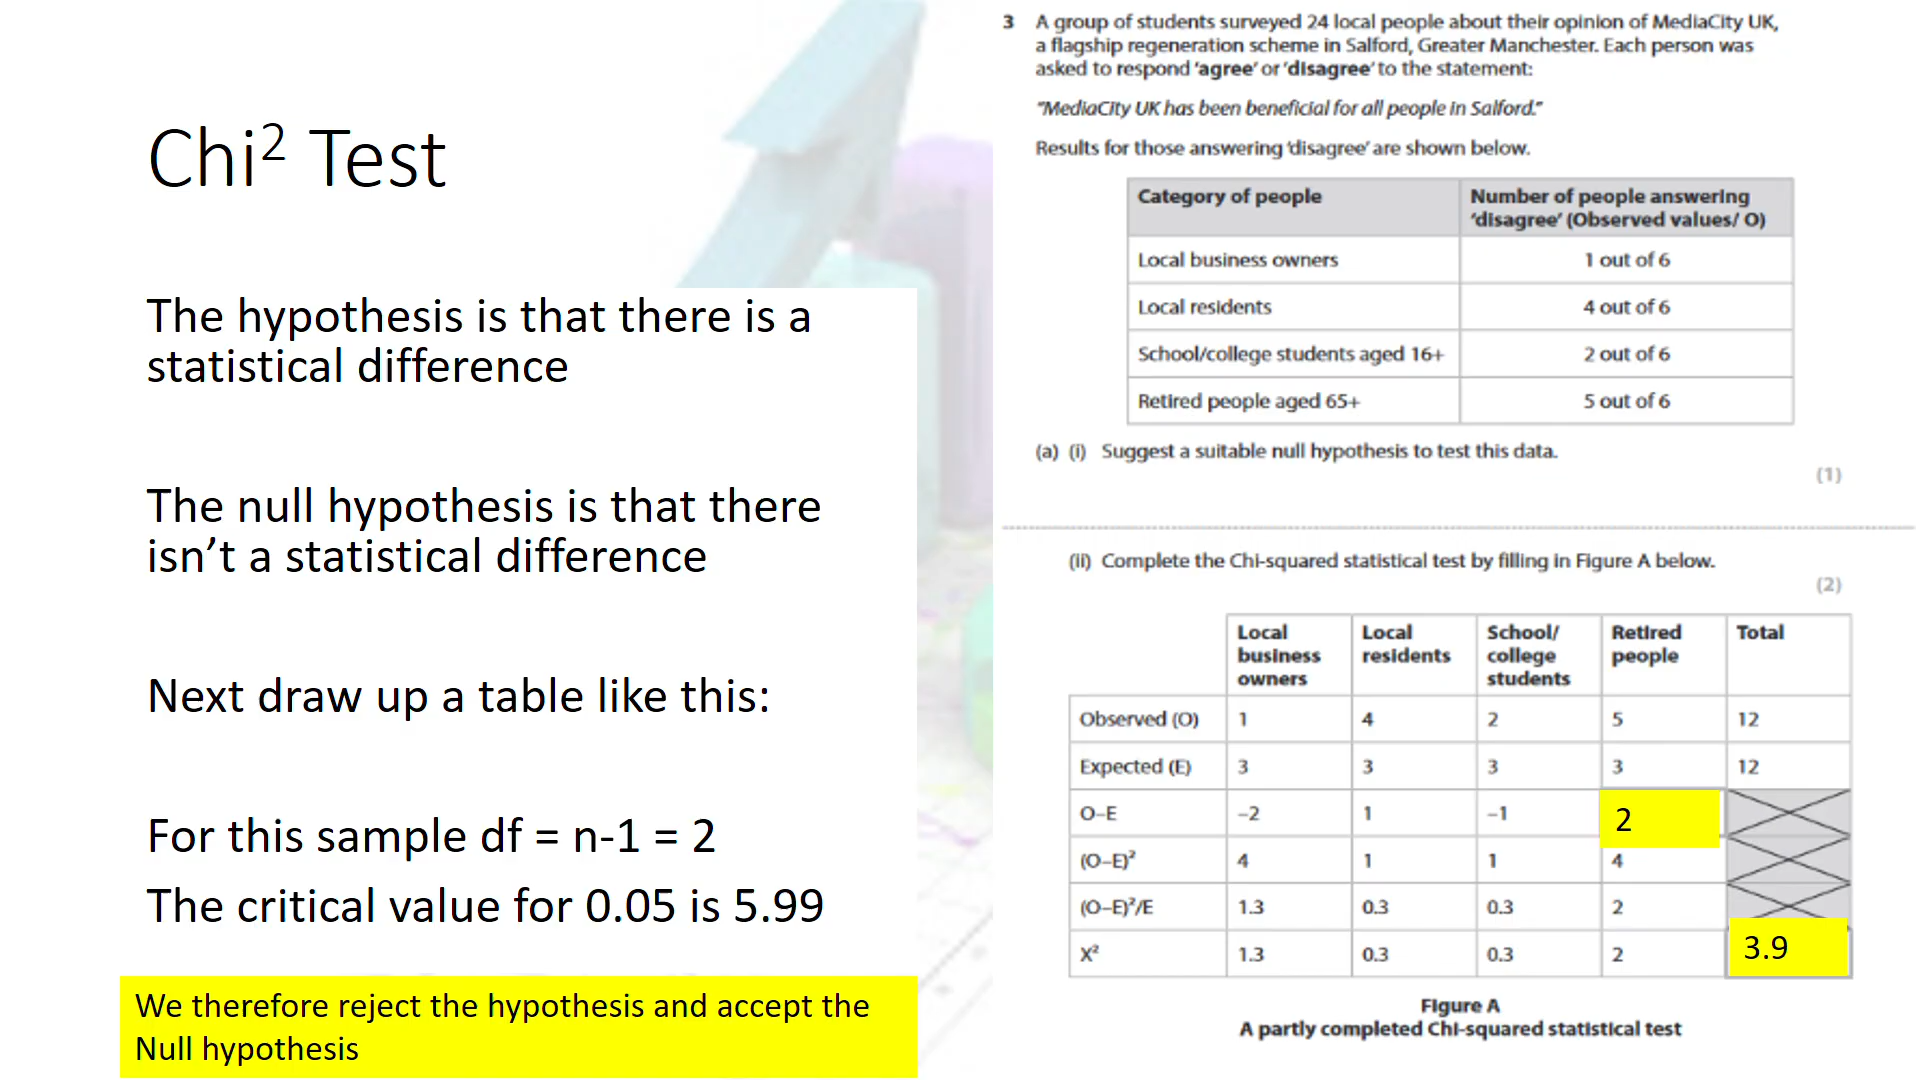 Chi² Test
The hypothesis is that there is a
statistical difference
The null hypothesis is that there
isn’t a statistical difference
Next draw up a table like this:
For this sample df = n-1 = 2
The critical value for 0.05 is 5.99
We therefore reject the hypothesis and accept the
Null hypothesis
3 A group of students surveyed 24 local people about their opinion of MediaCity UK,
a flagship regeneration scheme in Salford, Greater Manchester. Each person was
asked to respond ‘agree’ or ‘disagree’ to the statement:
“MediaCity UK has been beneficial for all people in Salford.”
Results for those answering ‘disagree’ are shown below.
Category of people Number of people answering
‘disagree’ (Observed values/ O)
Local business owners 1 out of 6
Local residents 4 out of 6
School/college students aged 16+ 2 out of 6
Retired people aged 65+ 5 out of 6
(a) (i) Suggest a suitable null hypothesis to test this data.
(1)
(ii) Complete the Chi-squared statistical test by filling in Figure A below.
(2)
Local Local School/ Retired Total
business residents college people
owners students
Observed (O) 1 4 2 5 12
Expected (E) 3 3 3 3 12
O–E –2 1 –1 2
(O–E)² 4 1 1 4
(O–E)²/E 1.3 0.3 0.3 2
X² 1.3 0.3 0.3 2 3.9
Figure A
A partly completed Chi-squared statistical test